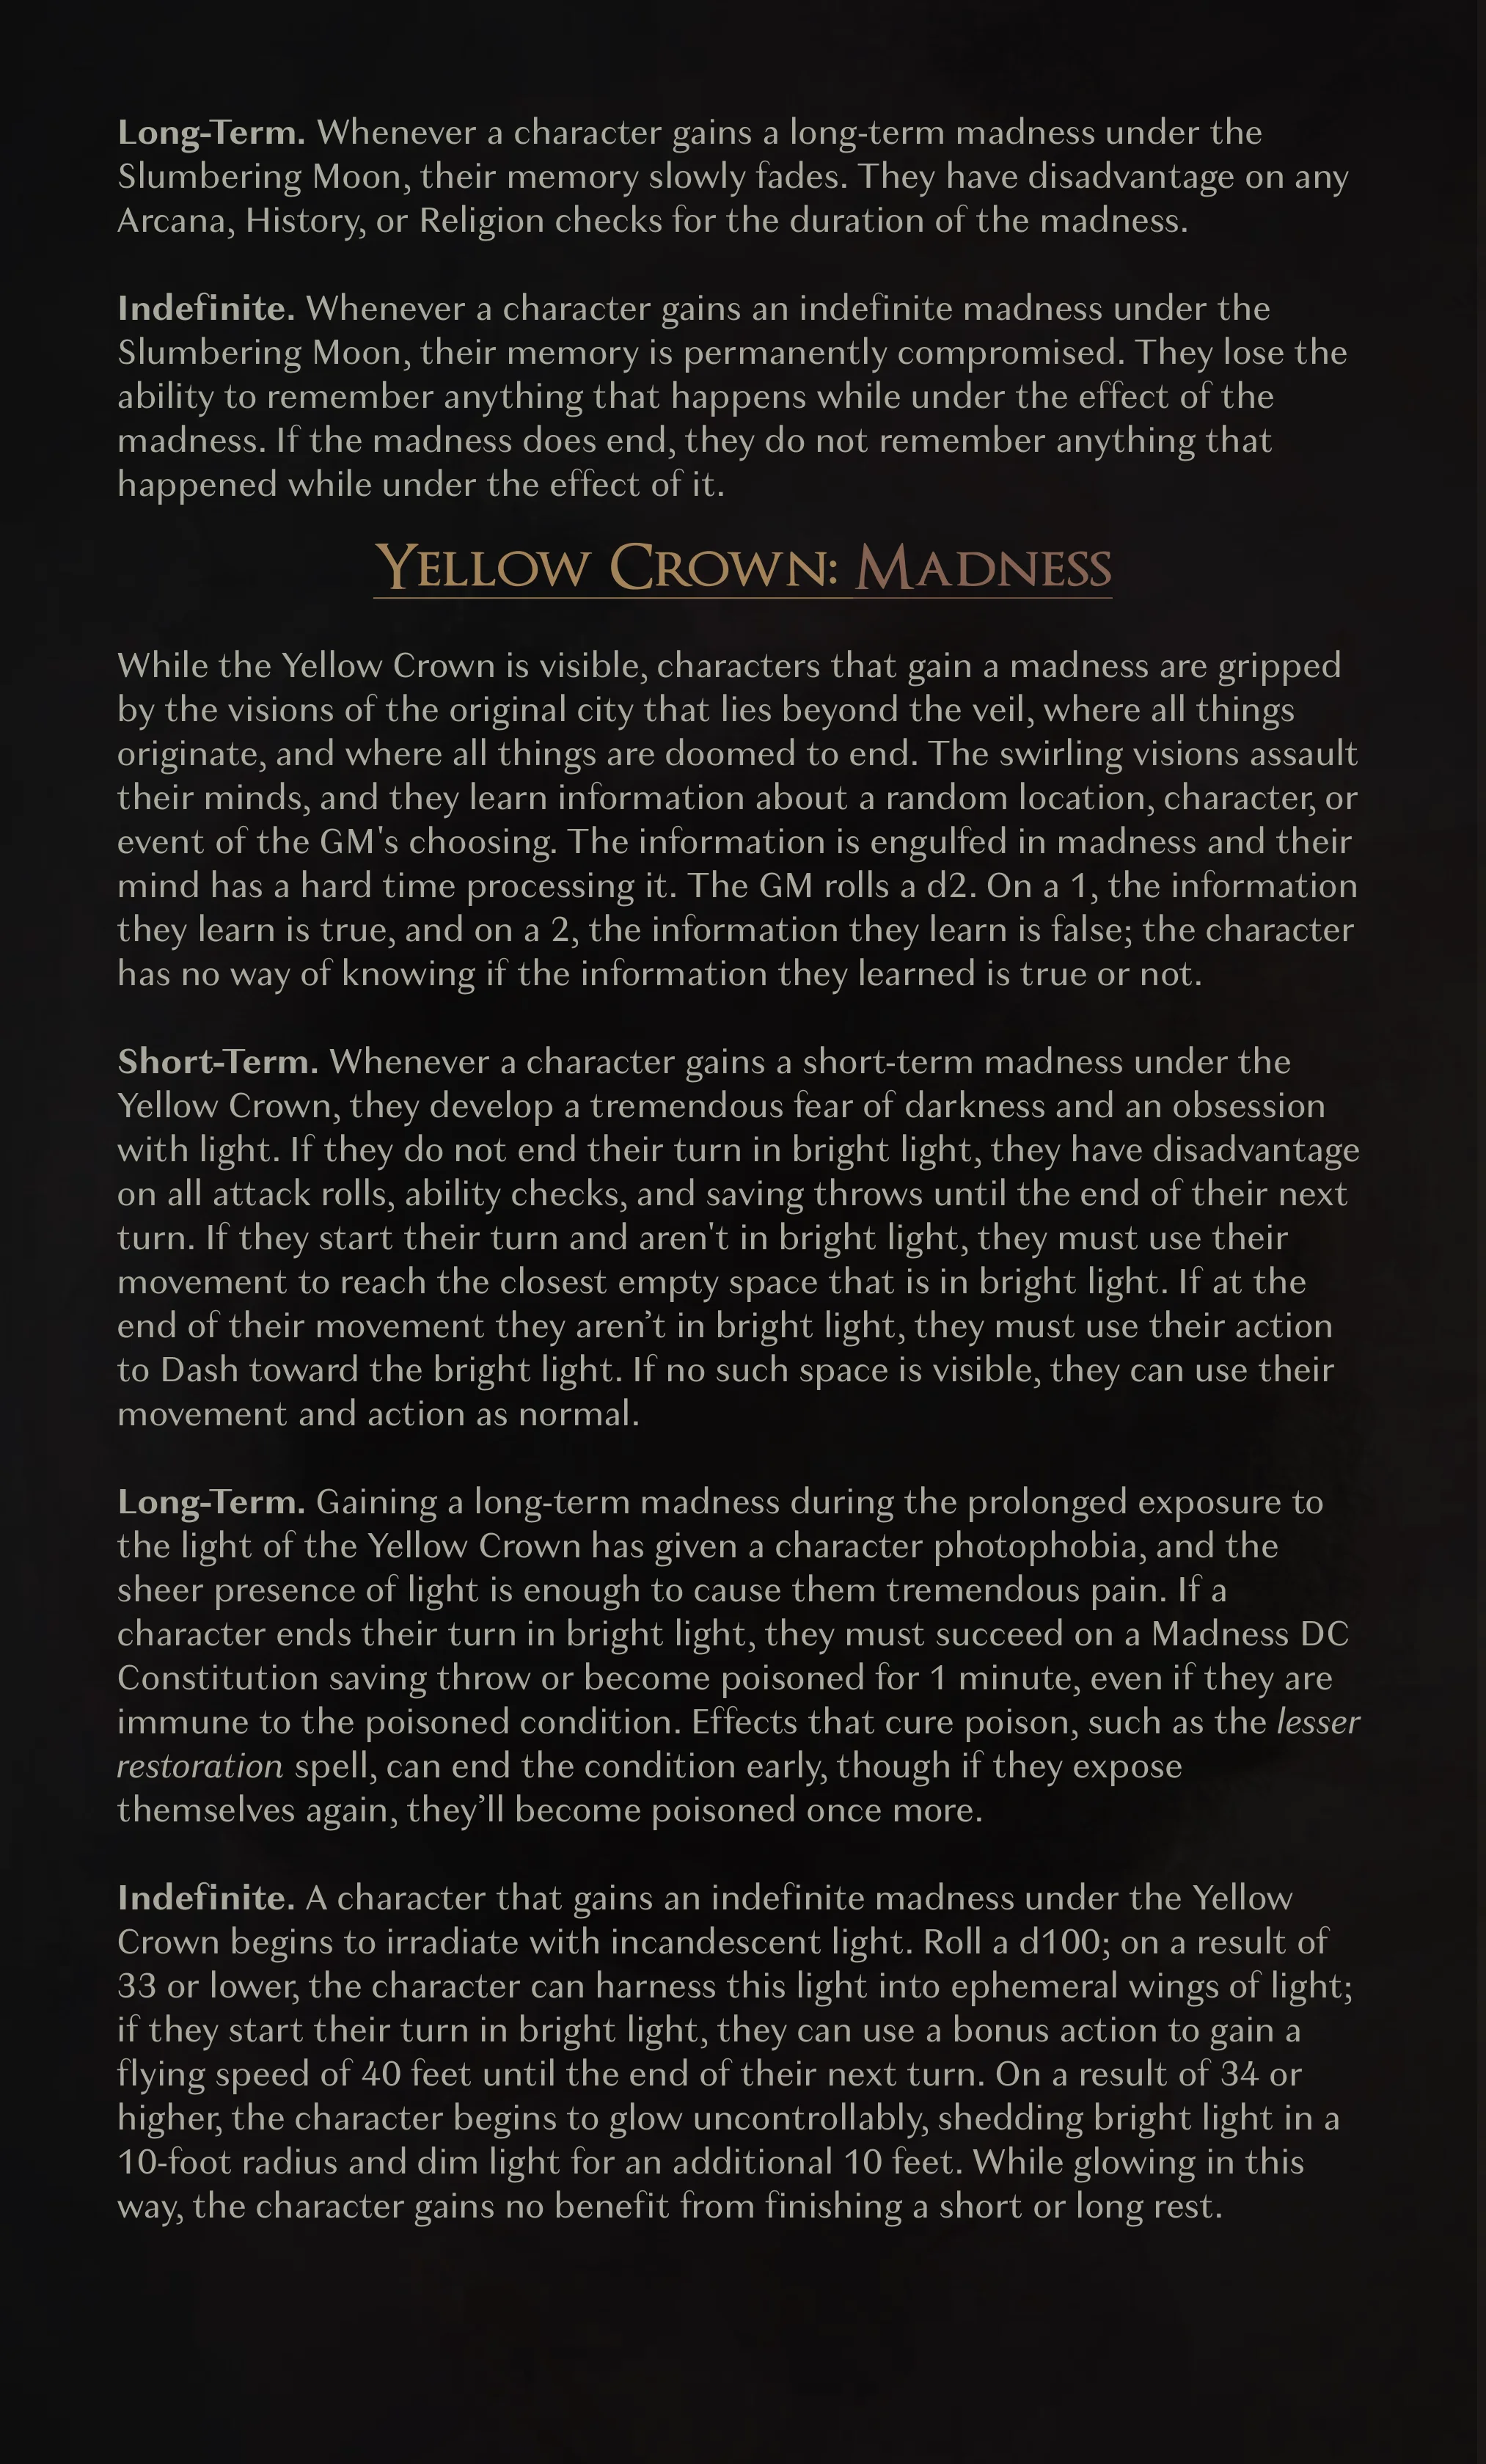 Long-Term. Whenever a character gains a long-term madness under the
Slumbering Moon, their memory slowly fades. They have disadvantage on any
Arcana, History, or Religion checks for the duration of the madness.
Indefinite. Whenever a character gains an indefinite madness under the
Slumbering Moon, their memory is permanently compromised. They lose the
ability to remember anything that happens while under the effect of the
madness. If the madness does end, they do not remember anything that
happened while under the effect of it.
Yellow Crown: Madness
While the Yellow Crown is visible, characters that gain a madness are gripped
by the visions of the original city that lies beyond the veil, where all things
originate, and where all things are doomed to end. The swirling visions assault
their minds, and they learn information about a random location, character, or
event of the GM's choosing. The information is engulfed in madness and their
mind has a hard time processing it. The GM rolls a d2. On a 1, the information
they learn is true, and on a 2, the information they learn is false; the character
has no way of knowing if the information they learned is true or not.
Short-Term. Whenever a character gains a short-term madness under the
Yellow Crown, they develop a tremendous fear of darkness and an obsession
with light. If they do not end their turn in bright light, they have disadvantage
on all attack rolls, ability checks, and saving throws until the end of their next
turn. If they start their turn and aren't in bright light, they must use their
movement to reach the closest empty space that is in bright light. If at the
end of their movement they aren’t in bright light, they must use their action
to Dash toward the bright light. If no such space is visible, they can use their
movement and action as normal.
Long-Term. Gaining a long-term madness during the prolonged exposure to
the light of the Yellow Crown has given a character photophobia, and the
sheer presence of light is enough to cause them tremendous pain. If a
character ends their turn in bright light, they must succeed on a Madness DC
Constitution saving throw or become poisoned for 1 minute, even if they are
immune to the poisoned condition. Effects that cure poison, such as the lesser
restoration spell, can end the condition early, though if they expose
themselves again, they’ll become poisoned once more.
Indefinite. A character that gains an indefinite madness under the Yellow
Crown begins to irradiate with incandescent light. Roll a d100; on a result of
33 or lower, the character can harness this light into ephemeral wings of light;
if they start their turn in bright light, they can use a bonus action to gain a
flying speed of 40 feet until the end of their next turn. On a result of 34 or
higher, the character begins to glow uncontrollably, shedding bright light in a
10-foot radius and dim light for an additional 10 feet. While glowing in this
way, the character gains no benefit from finishing a short or long rest.